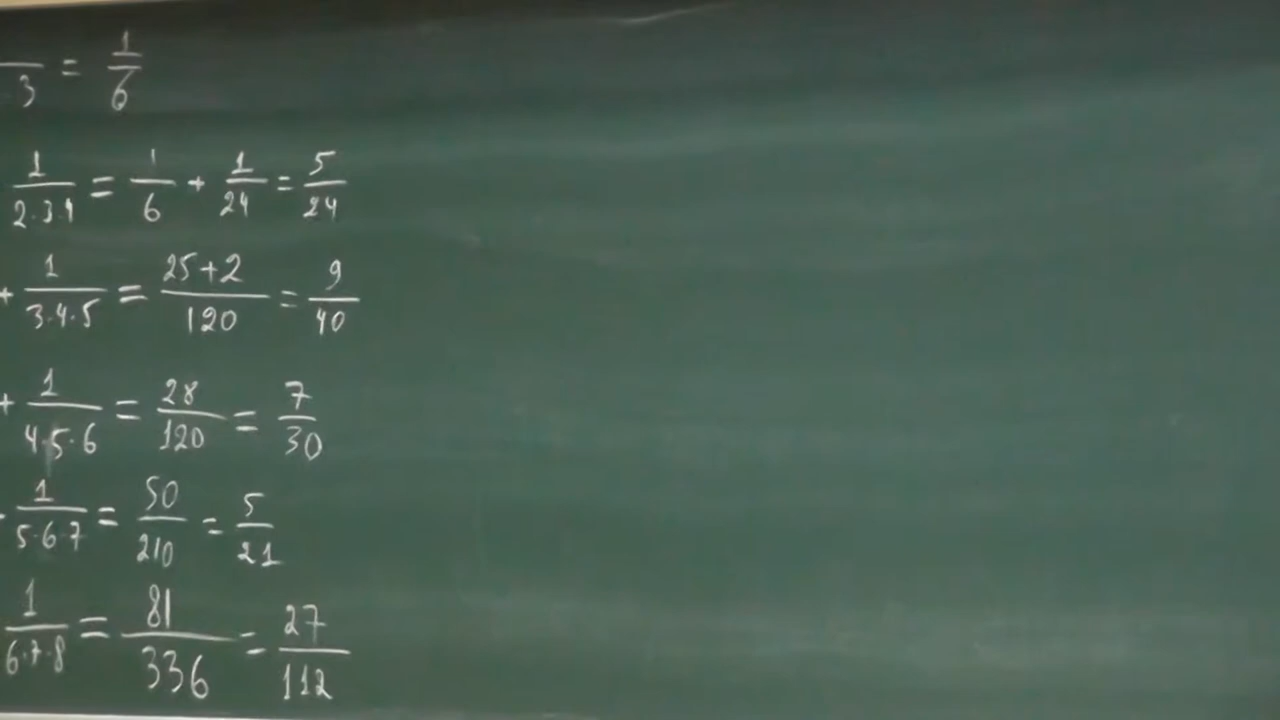 3 = 1/6
1/(2·3·4) = 1/6 + 1/24 = 5/24
+ 1/(3·4·5) = (25+2)/120 = 9/40
+ 1/(4·5·6) = 28/120 = 7/30
1/(5·6·7) = 50/210 = 5/21
1/(6·7·8) = 81/336 = 27/112